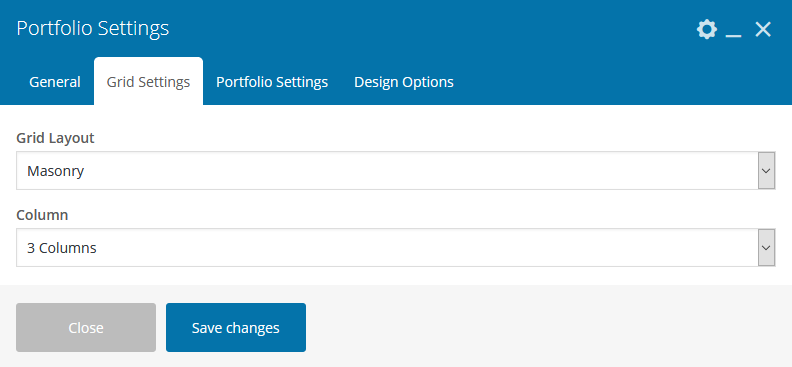 Portfolio Settings
General Grid Settings Portfolio Settings Design Options
Grid Layout
Masonry
Column
3 Columns
Close Save changes